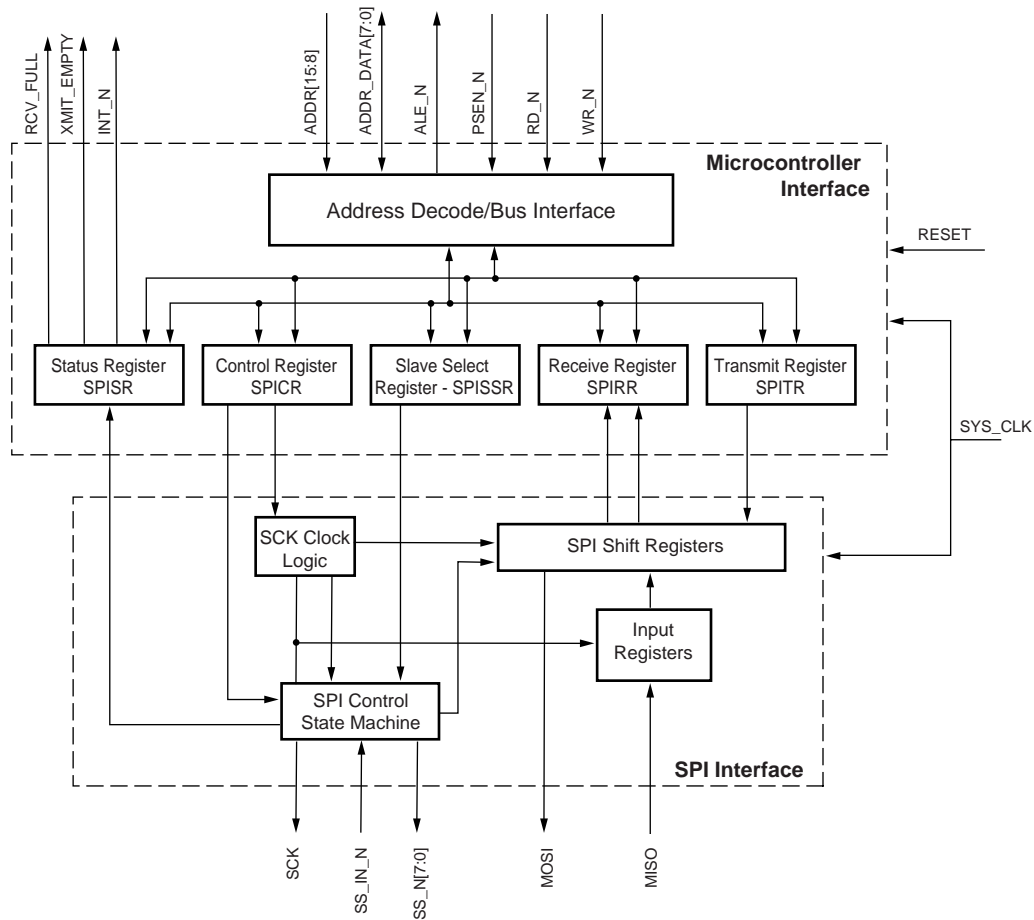 RCV_FULL
XMIT_EMPTY
INT_N
ADDR[15:8]
ADDR_DATA[7:0]
ALE_N
PSEN_N
RD_N
WR_N
Microcontroller
Interface
Address Decode/Bus Interface
RESET
Status Register
SPISR
Control Register
SPICR
Slave Select
Register - SPISSR
Receive Register
SPIRR
Transmit Register
SPITR
SYS_CLK
SCK Clock
Logic
SPI Shift Registers
Input
Registers
SPI Control
State Machine
SPI Interface
SCK
SS_IN_N
SS_N[7:0]
MOSI
MISO